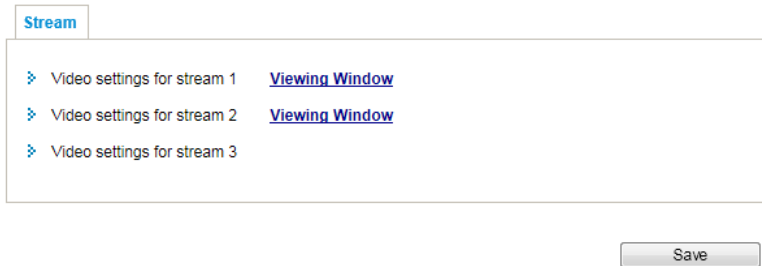 Stream
Video settings for stream 1 Viewing Window
Video settings for stream 2 Viewing Window
Video settings for stream 3
Save